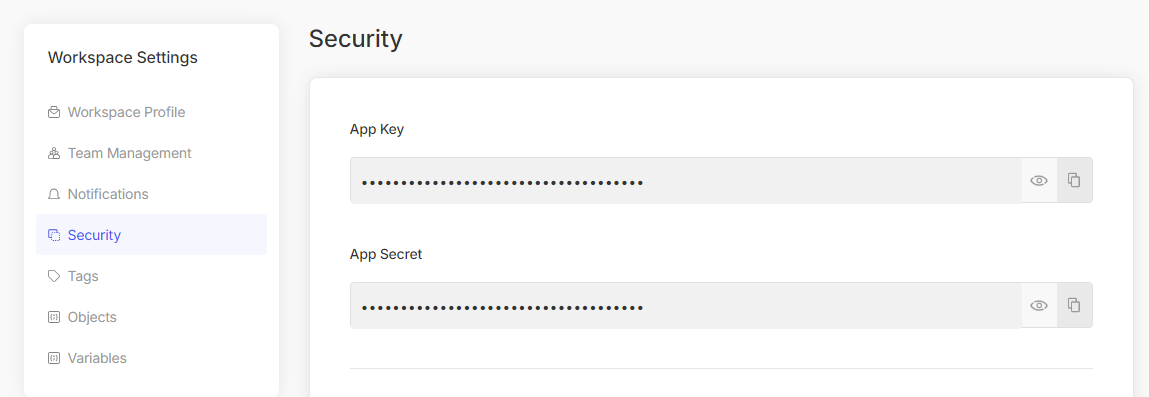 Workspace Settings
Workspace Profile
Team Management
Notifications
Security
Tags
Objects
Variables
Security
App Key
••••••••••••••••••••••••••••••••••••
App Secret
••••••••••••••••••••••••••••••••••••